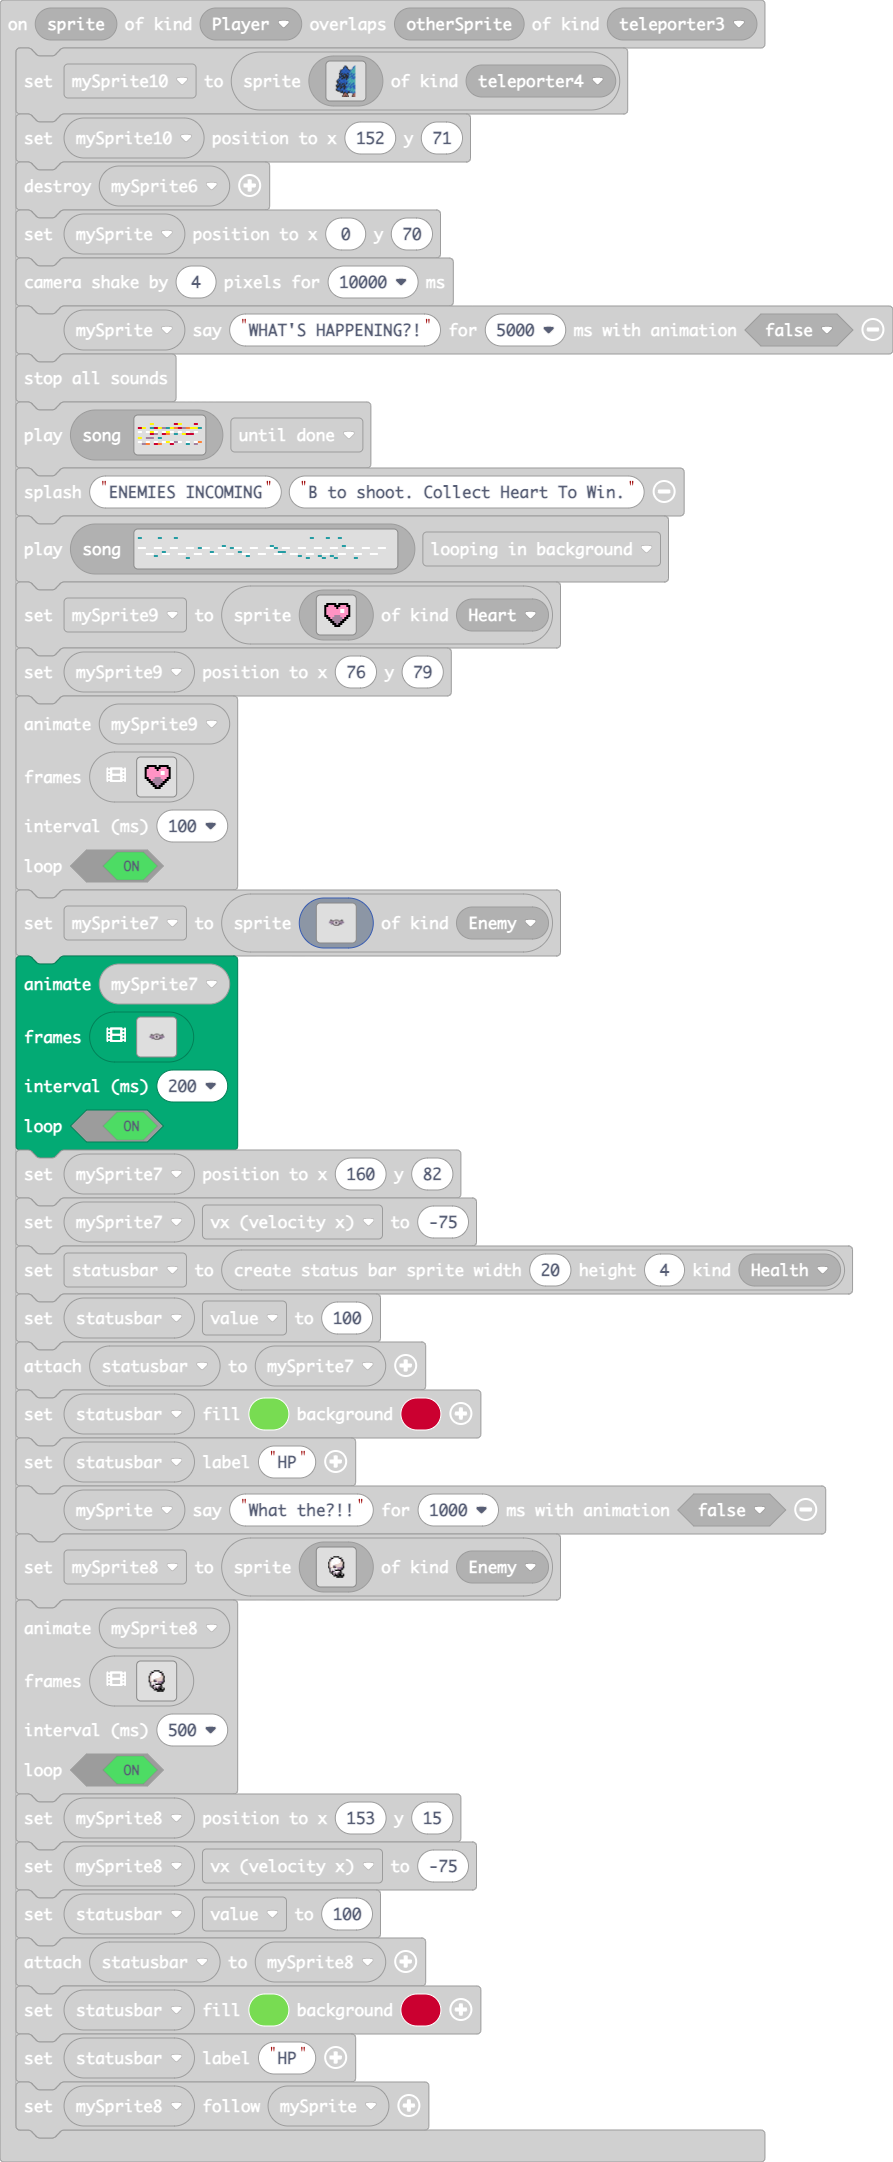 on sprite of kind Player overlaps otherSprite of kind teleporter3
set mySprite10 to sprite of kind teleporter4
set mySprite10 position to x 152 y 71
destroy mySprite6
set mySprite position to x 0 y 70
camera shake by 4 pixels for 10000 ms
mySprite say "WHAT'S HAPPENING?!" for 5000 ms with animation false
stop all sounds
play song until done
splash "ENEMIES INCOMING" "B to shoot. Collect Heart To Win."
play song looping in background
set mySprite9 to sprite of kind Heart
set mySprite9 position to x 76 y 79
animate mySprite9
frames
interval (ms) 100
loop ON
set mySprite7 to sprite of kind Enemy
animate mySprite7
frames
interval (ms) 200
loop ON
set mySprite7 position to x 160 y 82
set mySprite7 vx (velocity x) to -75
set statusbar to create status bar sprite width 20 height 4 kind Health
set statusbar value to 100
attach statusbar to mySprite7
set statusbar fill background
set statusbar label "HP"
mySprite say "What the?!!" for 1000 ms with animation false
set mySprite8 to sprite of kind Enemy
animate mySprite8
frames
interval (ms) 500
loop ON
set mySprite8 position to x 153 y 15
set mySprite8 vx (velocity x) to -75
set statusbar value to 100
attach statusbar to mySprite8
set statusbar fill background
set statusbar label "HP"
set mySprite8 follow mySprite